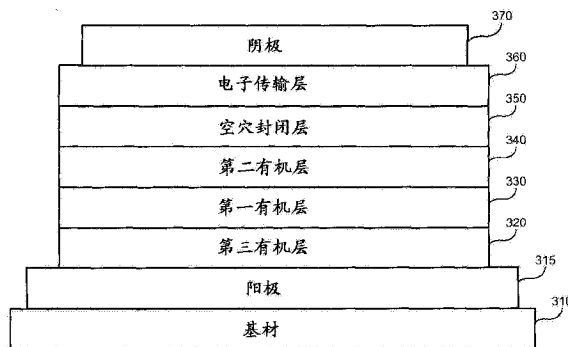 370
阴极
360
电子传输层
350
空穴封闭层
340
第二有机层
330
第一有机层
320
第三有机层
315
阳极
310
基材